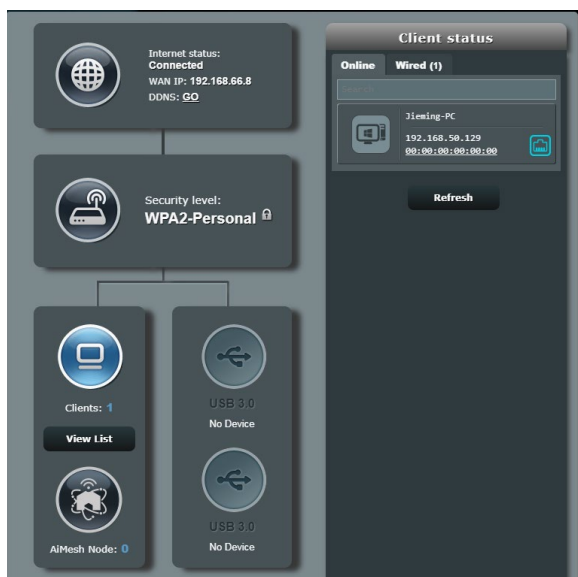 Internet status:
Connected
WAN IP: 192.168.66.8
DDNS: GO
Security level:
WPA2-Personal
Clients: 1
View List
AiMesh Node: 0
USB 3.0
No Device
USB 3.0
No Device
Client status
Online Wired (1)
Search
Jieming-PC
192.168.50.129
00:00:00:00:00:00
Refresh